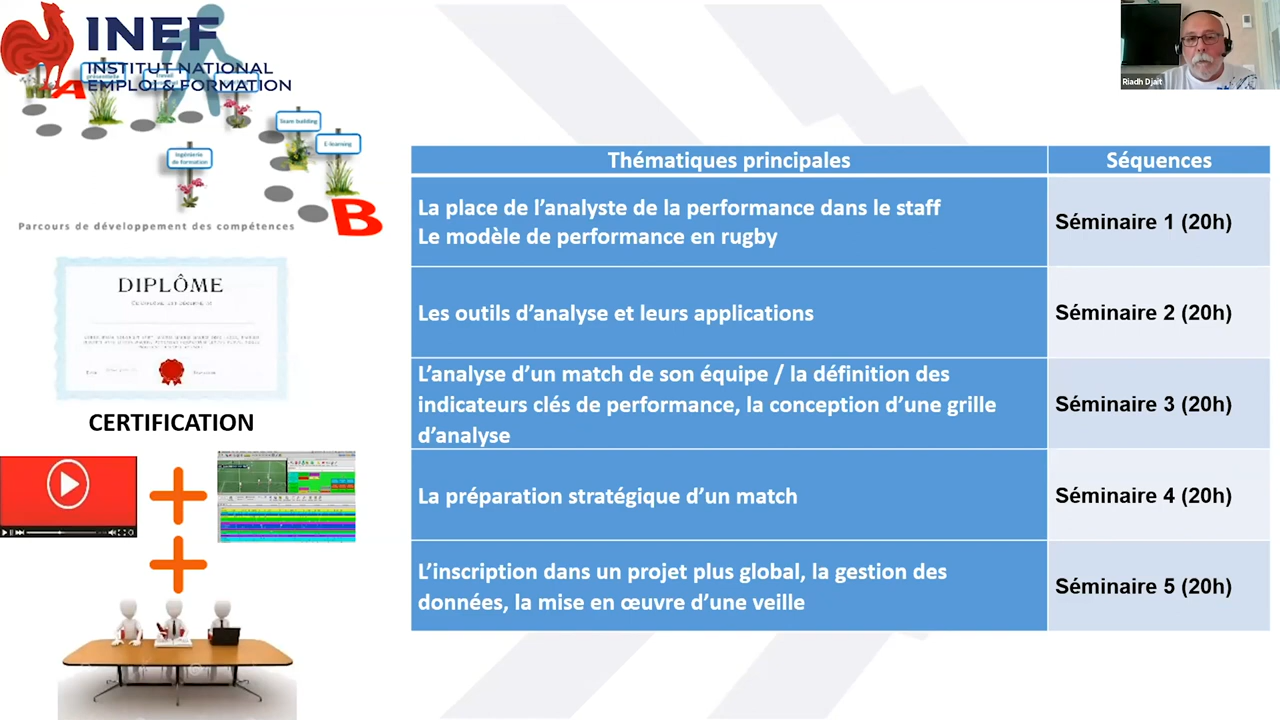 INEF
INSTITUT NATIONAL
EMPLOI & FORMATION
A
Team building
E-learning
Ingénierie
de formation
B
Parcours de développement des compétences
DIPLÔME
CERTIFICATION
Riadh Djait
Thématiques principales
Séquences
La place de l’analyste de la performance dans le staff
Le modèle de performance en rugby
Séminaire 1 (20h)
Les outils d’analyse et leurs applications
Séminaire 2 (20h)
L’analyse d’un match de son équipe / la définition des
indicateurs clés de performance, la conception d’une grille
d’analyse
Séminaire 3 (20h)
La préparation stratégique d’un match
Séminaire 4 (20h)
L’inscription dans un projet plus global, la gestion des
données, la mise en œuvre d’une veille
Séminaire 5 (20h)